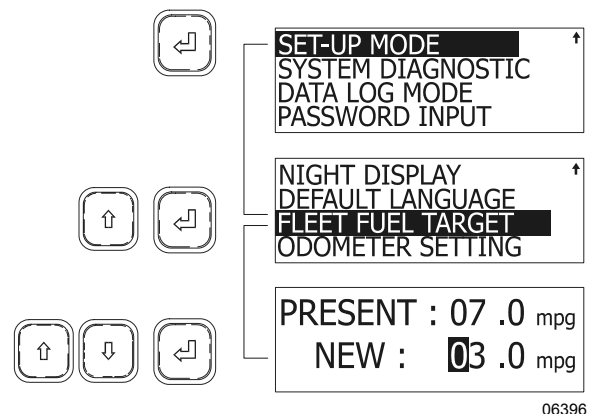 SET-UP MODE
SYSTEM DIAGNOSTIC
DATA LOG MODE
PASSWORD INPUT
NIGHT DISPLAY
DEFAULT LANGUAGE
FLEET FUEL TARGET
ODOMETER SETTING
PRESENT : 07 .0 mpg
NEW : 03 .0 mpg
06396